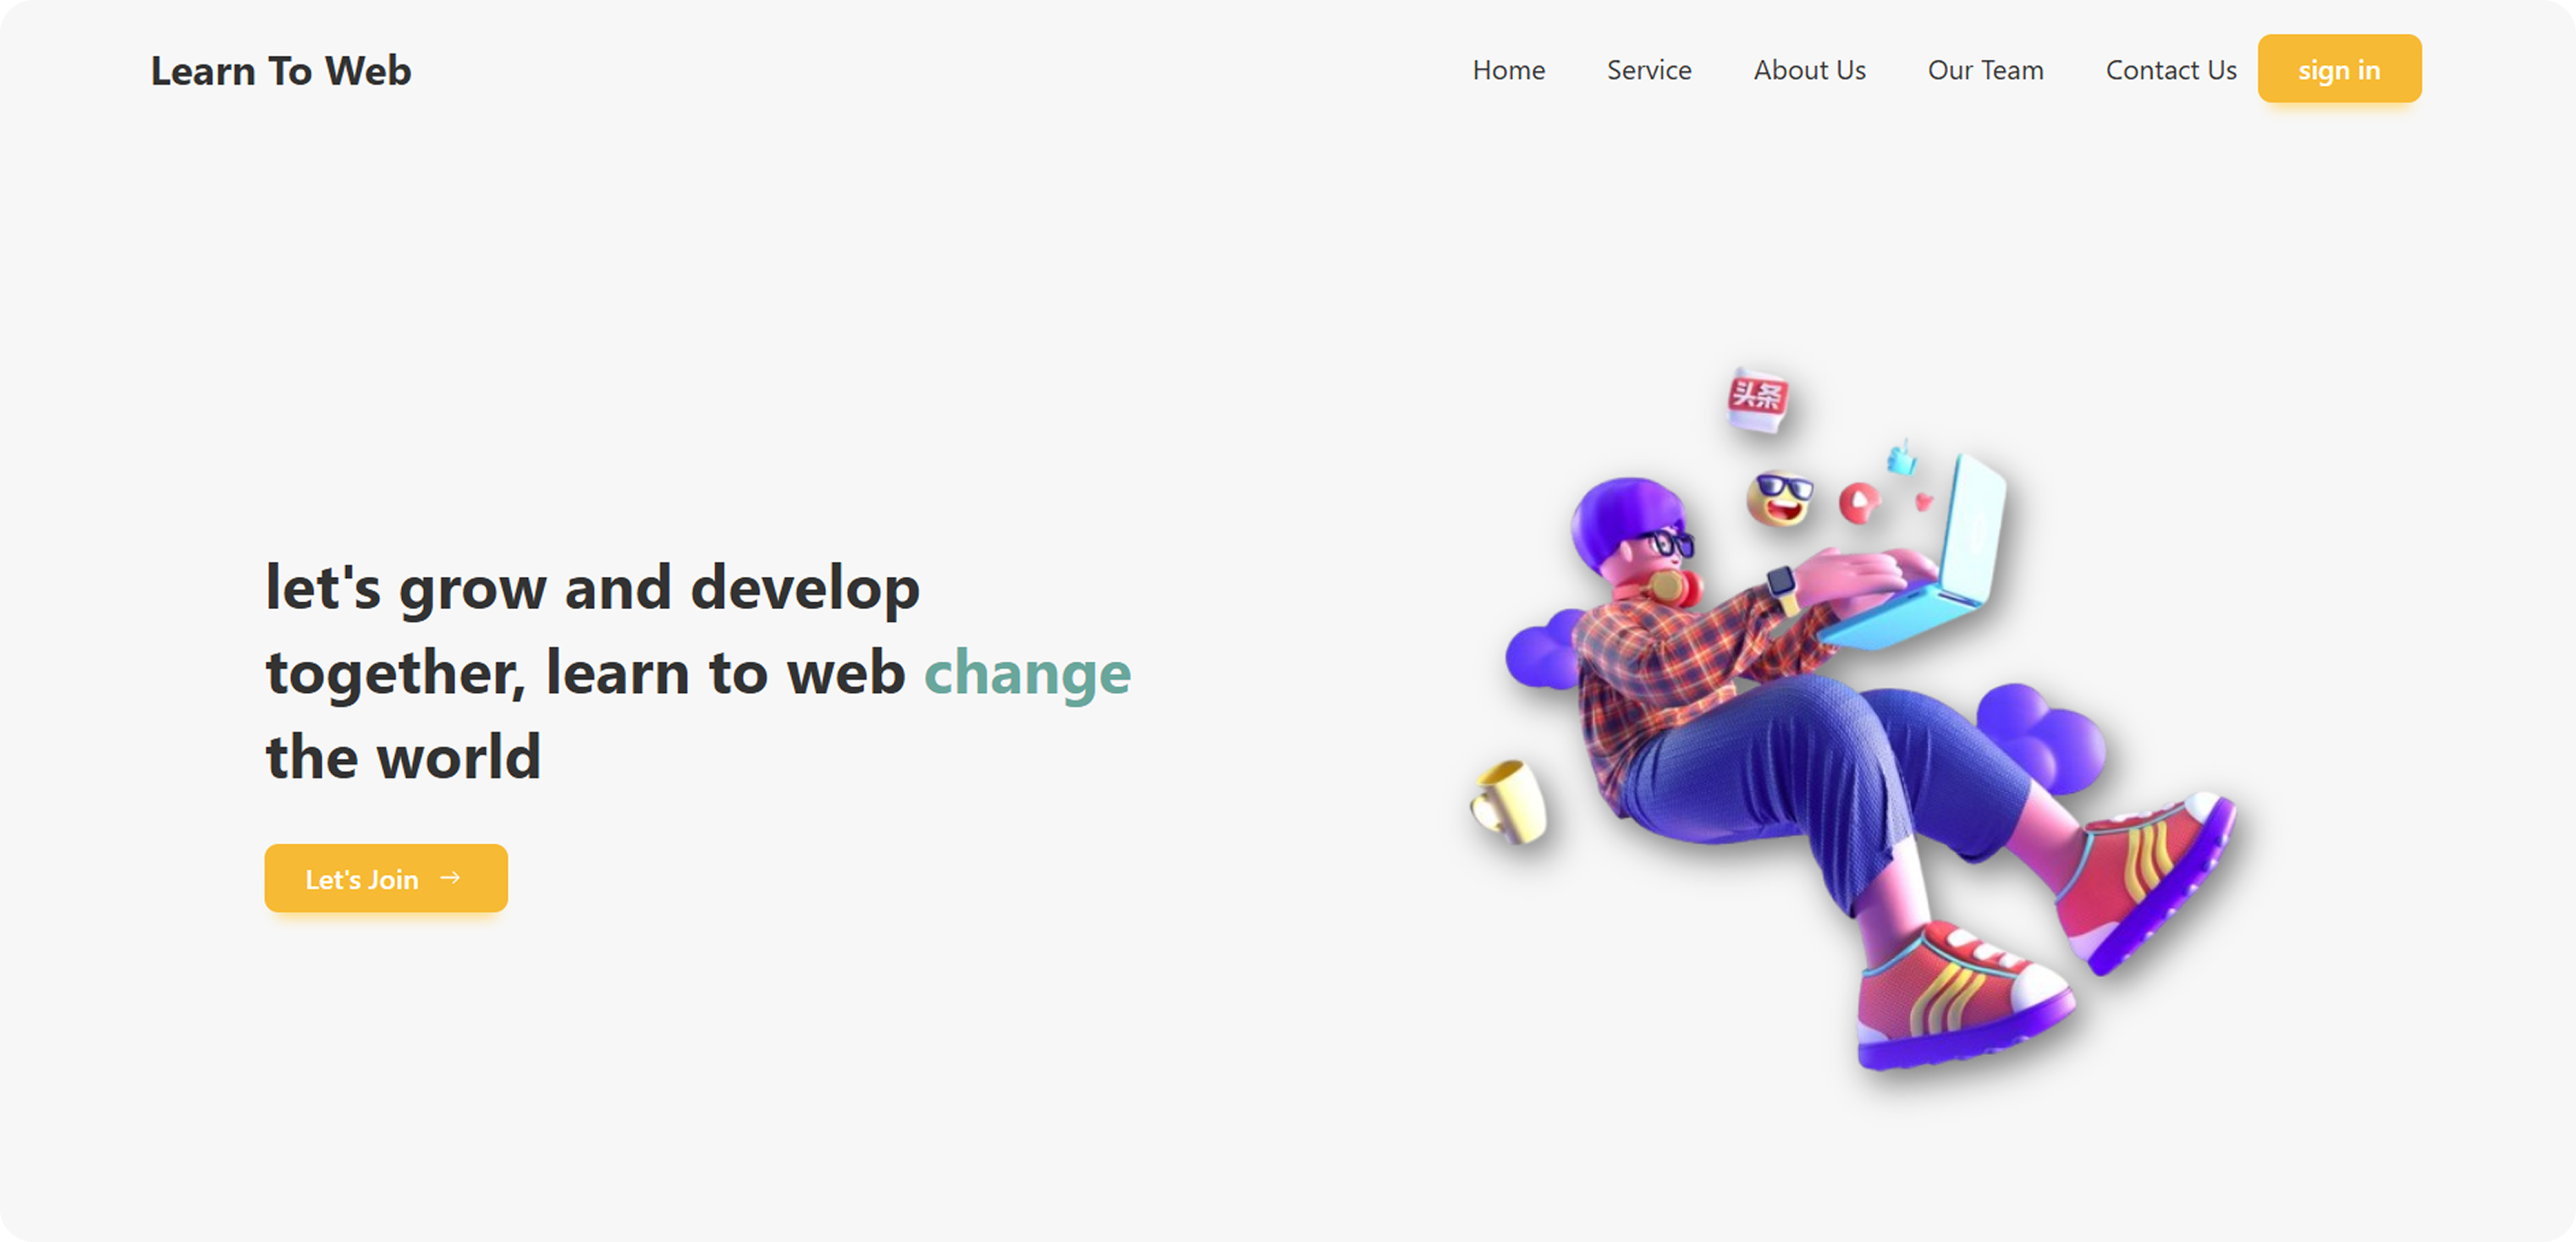 Learn To Web
Home Service About Us Our Team Contact Us sign in
头条
let's grow and develop
together, learn to web change
the world
Let's Join →